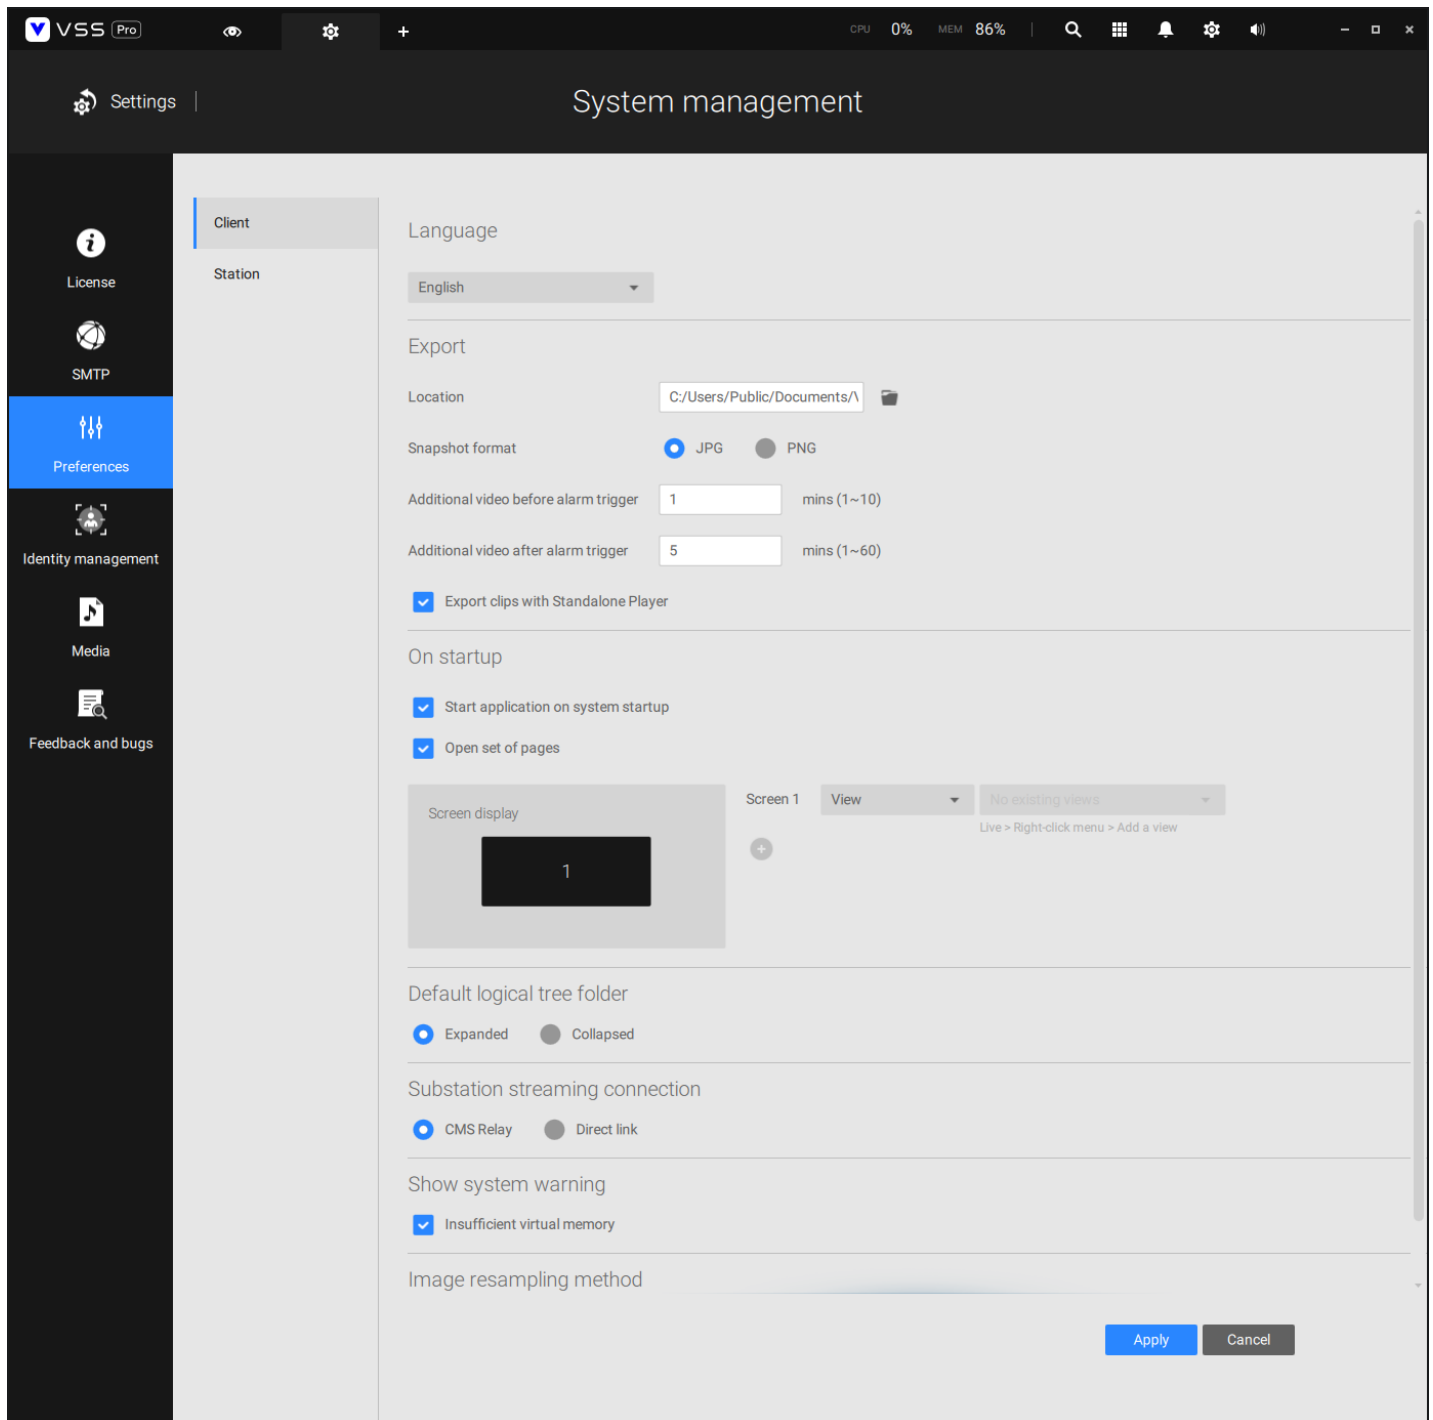 VSS Pro
CPU 0% MEM 86%
Settings
System management
License
SMTP
Preferences
Identity management
Media
Feedback and bugs
Client
Station
Language
English
Export
Location C:/Users/Public/Documents/
Snapshot format JPG PNG
Additional video before alarm trigger 1 mins (1~10)
Additional video after alarm trigger 5 mins (1~60)
Export clips with Standalone Player
On startup
Start application on system startup
Open set of pages
Screen display
1
Screen 1 View No existing views
Live > Right-click menu > Add a view
Default logical tree folder
Expanded Collapsed
Substation streaming connection
CMS Relay Direct link
Show system warning
Insufficient virtual memory
Image resampling method
Apply Cancel